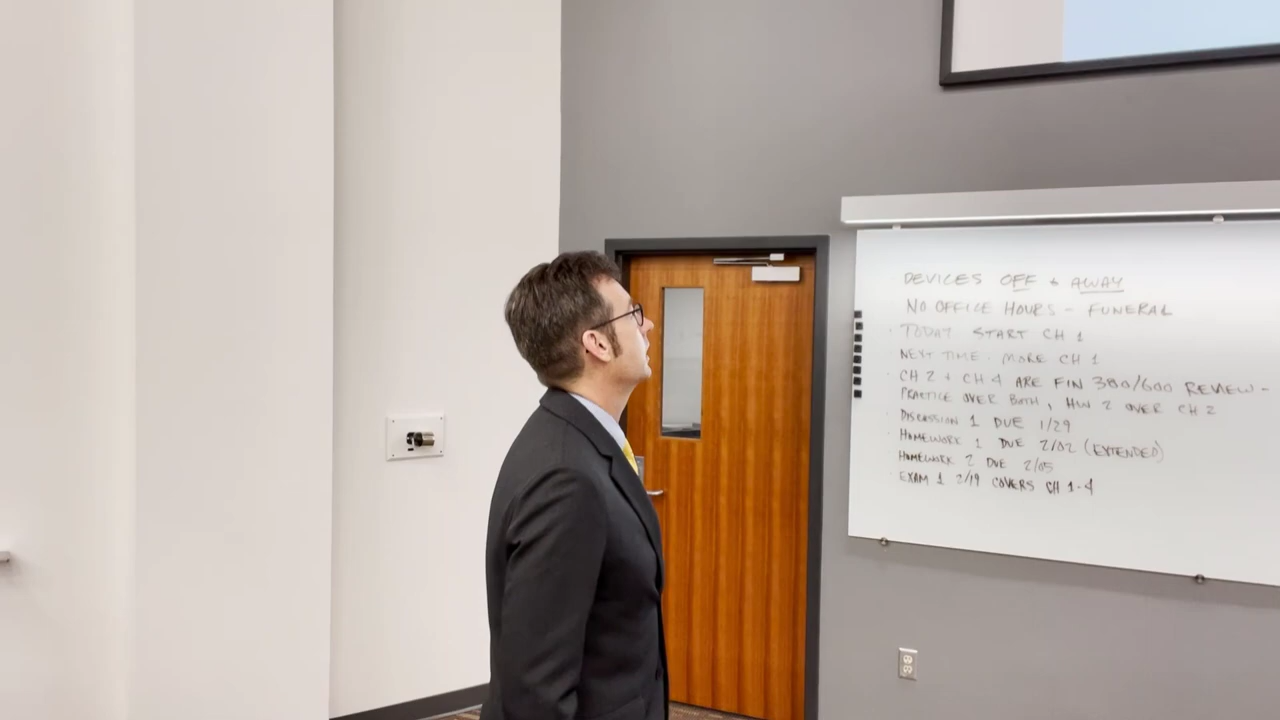 DEVICES OFF & AWAY
NO OFFICE HOURS - FUNERAL
TODAY START CH 1
NEXT TIME. MORE CH 1
CH 2 + CH 4 ARE FIN 380/600 REVIEW-
PRACTICE OVER BOTH, HW 2 OVER CH 2
DISCUSSION 1 DUE 1/29
HOMEWORK 1 DUE 2/02 (EXTENDED)
HOMEWORK 2 DUE 2/05
EXAM 1 2/19 COVERS CH 1-4